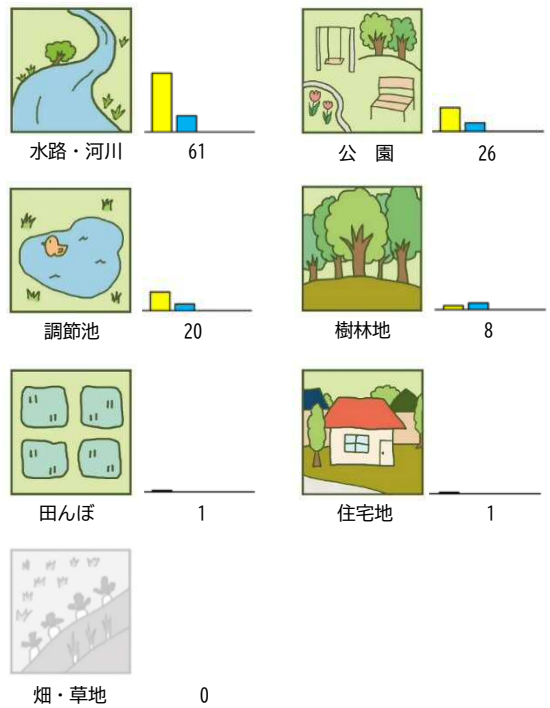 水路・河川 61
公　園 26
調節池 20
樹林地 8
田んぼ 1
住宅地 1
畑・草地 0